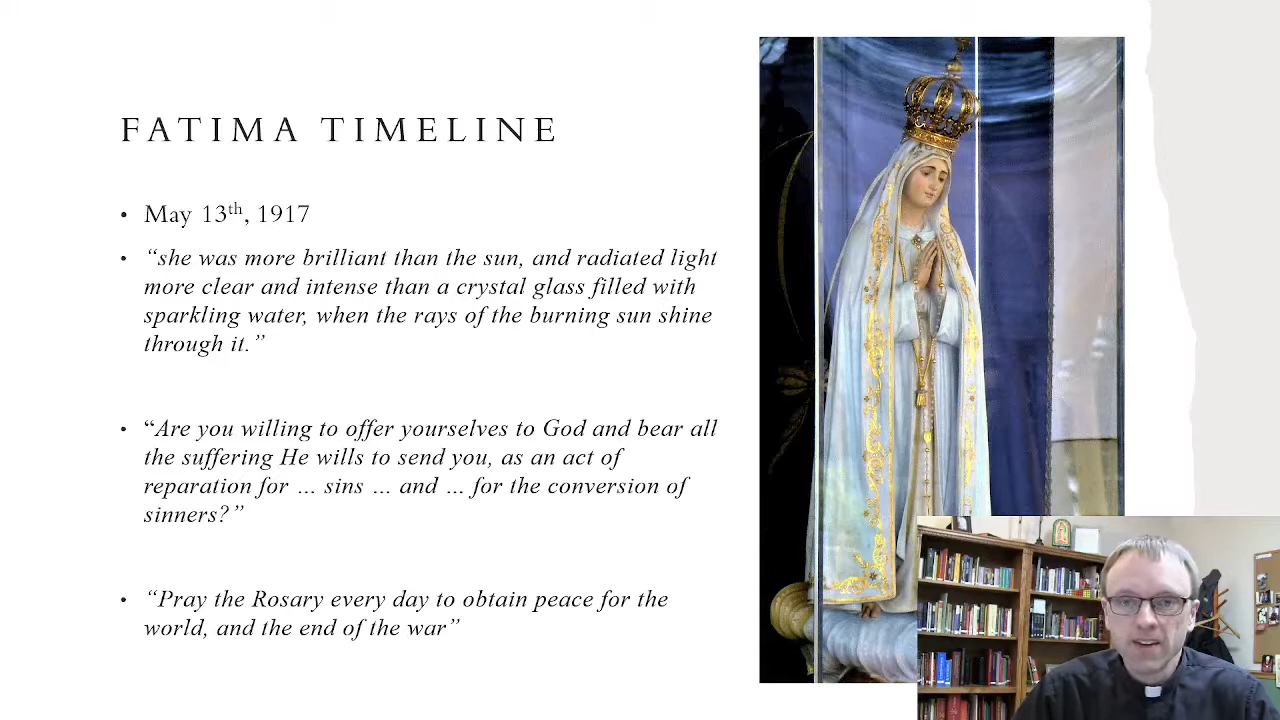 FATIMA TIMELINE
• May 13th, 1917
• “she was more brilliant than the sun, and radiated light
more clear and intense than a crystal glass filled with
sparkling water, when the rays of the burning sun shine
through it.”
• “Are you willing to offer yourselves to God and bear all
the suffering He wills to send you, as an act of
reparation for … sins … and … for the conversion of
sinners?”
• “Pray the Rosary every day to obtain peace for the
world, and the end of the war”